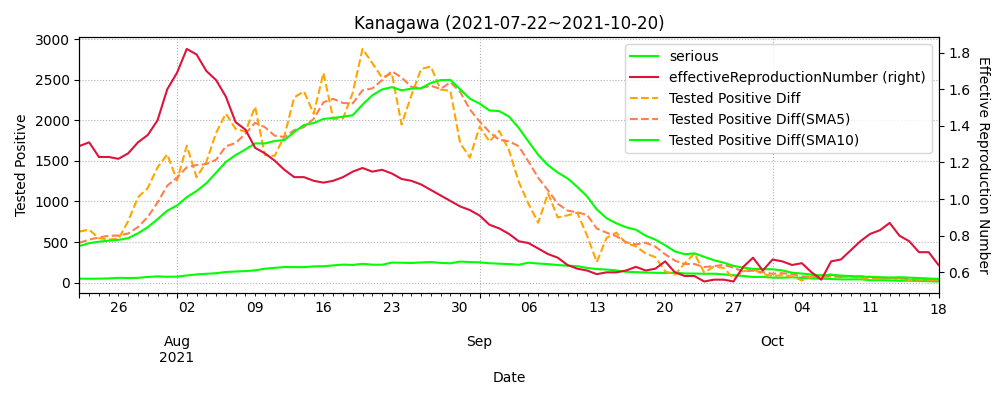 Kanagawa (2021-07-22~2021-10-20)
3000
2500
2000
1500
1000
500
0
Tested Positive
1.8
1.6
1.4
1.2
1.0
0.8
0.6
Effective Reproduction Number
serious
effectiveReproductionNumber (right)
Tested Positive Diff
Tested Positive Diff(SMA5)
Tested Positive Diff(SMA10)
26 02 09 16 23 30 06 13 20 27 04 11 18
Aug Sep Oct
2021
Date